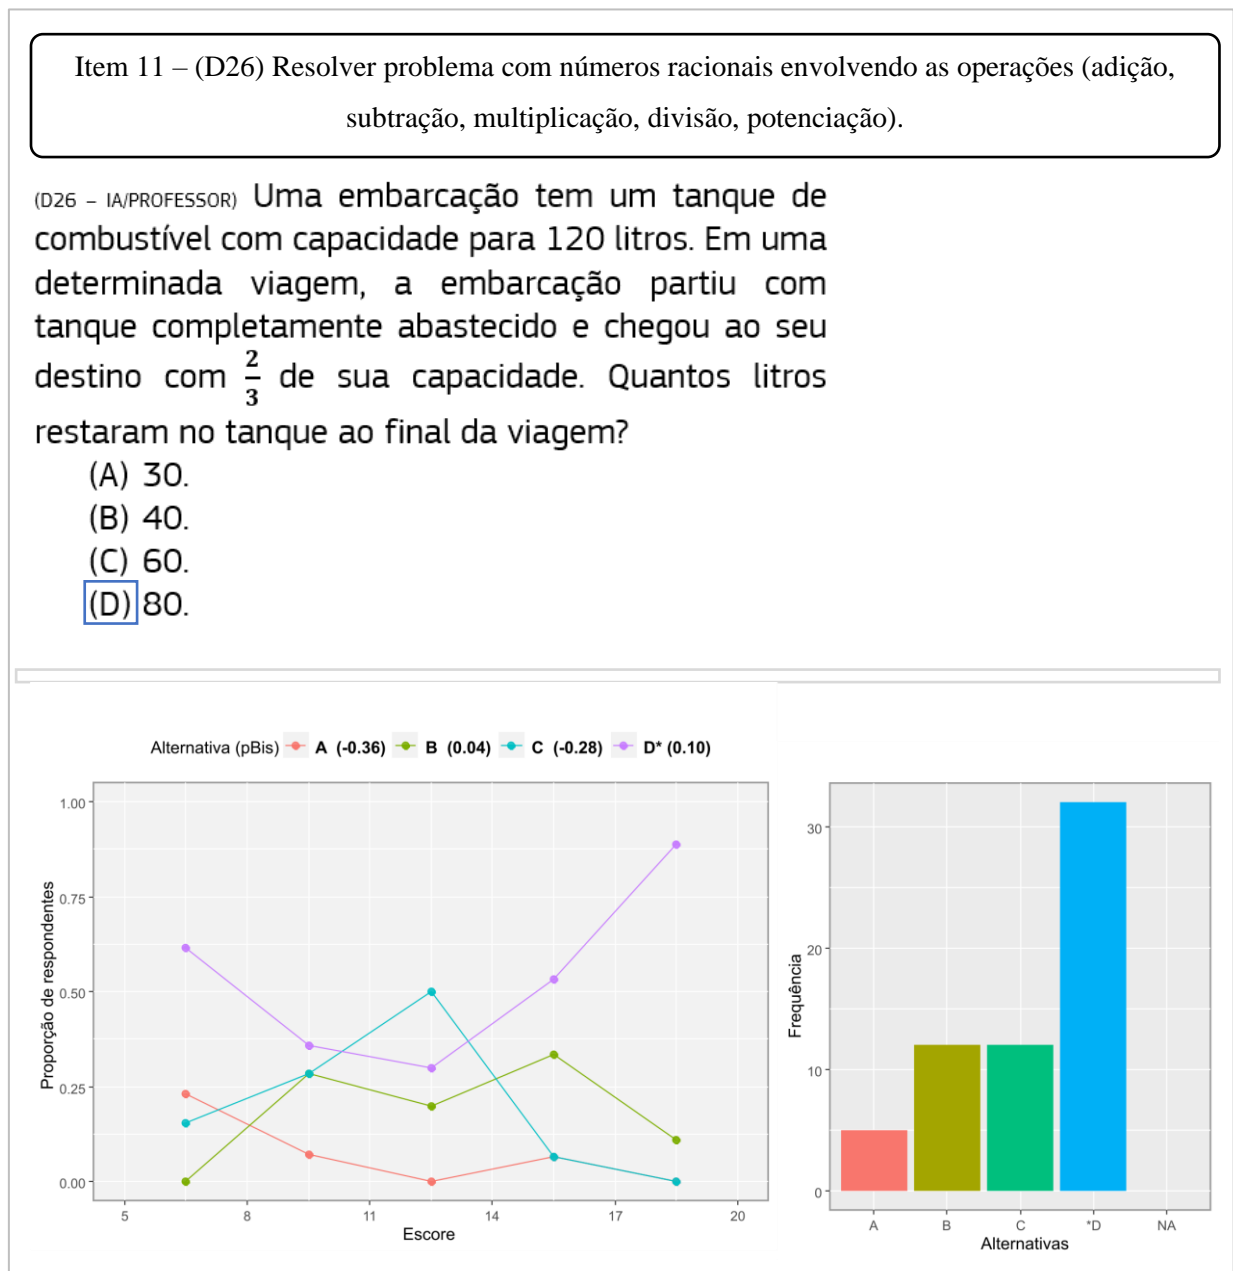 Item 11 – (D26) Resolver problema com números racionais envolvendo as operações (adição,
subtração, multiplicação, divisão, potenciação).
(D26 – IA/PROFESSOR) Uma embarcação tem um tanque de
combustível com capacidade para 120 litros. Em uma
determinada viagem, a embarcação partiu com
tanque completamente abastecido e chegou ao seu
destino com 2/3 de sua capacidade. Quantos litros
restaram no tanque ao final da viagem?
(A) 30.
(B) 40.
(C) 60.
(D) 80.
Alternativa (pBis) A (-0.36) B (0.04) C (-0.28) D* (0.10)
Proporção de respondentes
1.00
0.75
0.50
0.25
0.00
5 8 11 14 17 20
Escore
Frequência
30
20
10
0
A B C *D NA
Alternativas